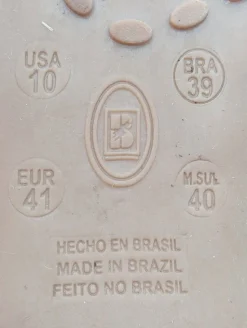 USA
10
BRA
39
B
EUR
41
M.SUL
40
HECHO EN BRASIL
MADE IN BRAZIL
FEITO NO BRASIL